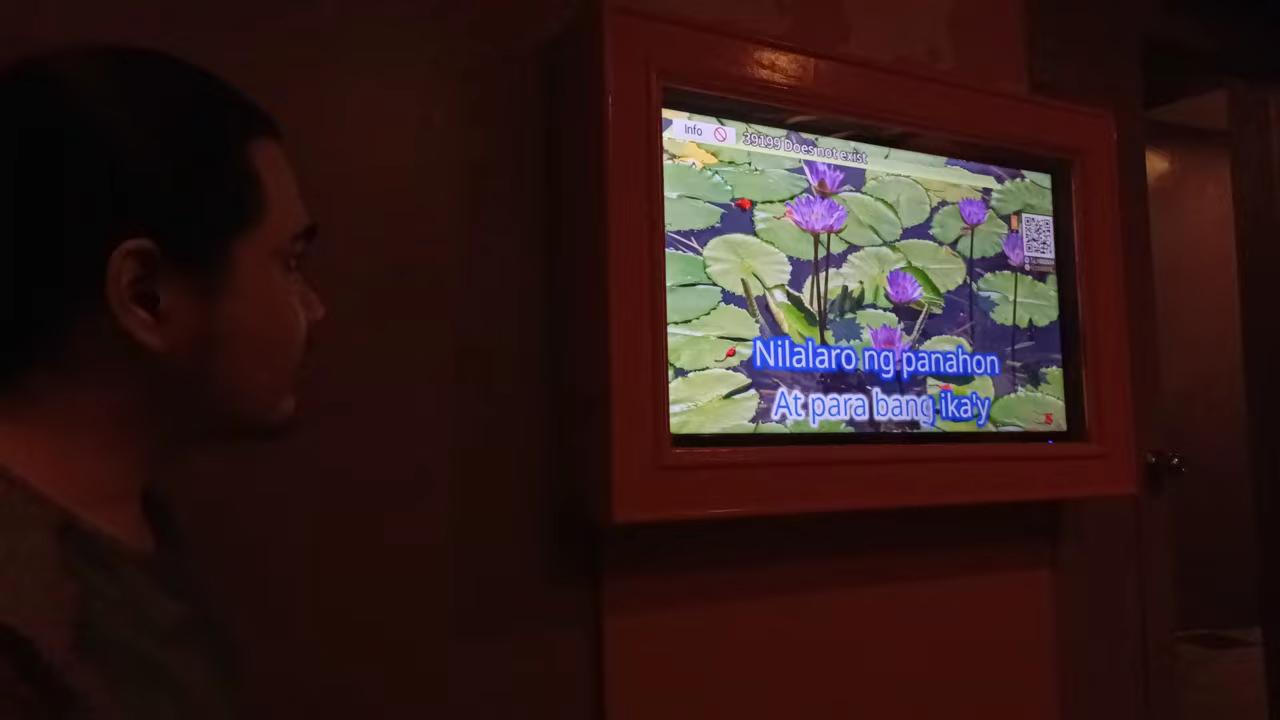 Info
39199 Does not exist
Nilalaro ng panahon
At para bang ika'y